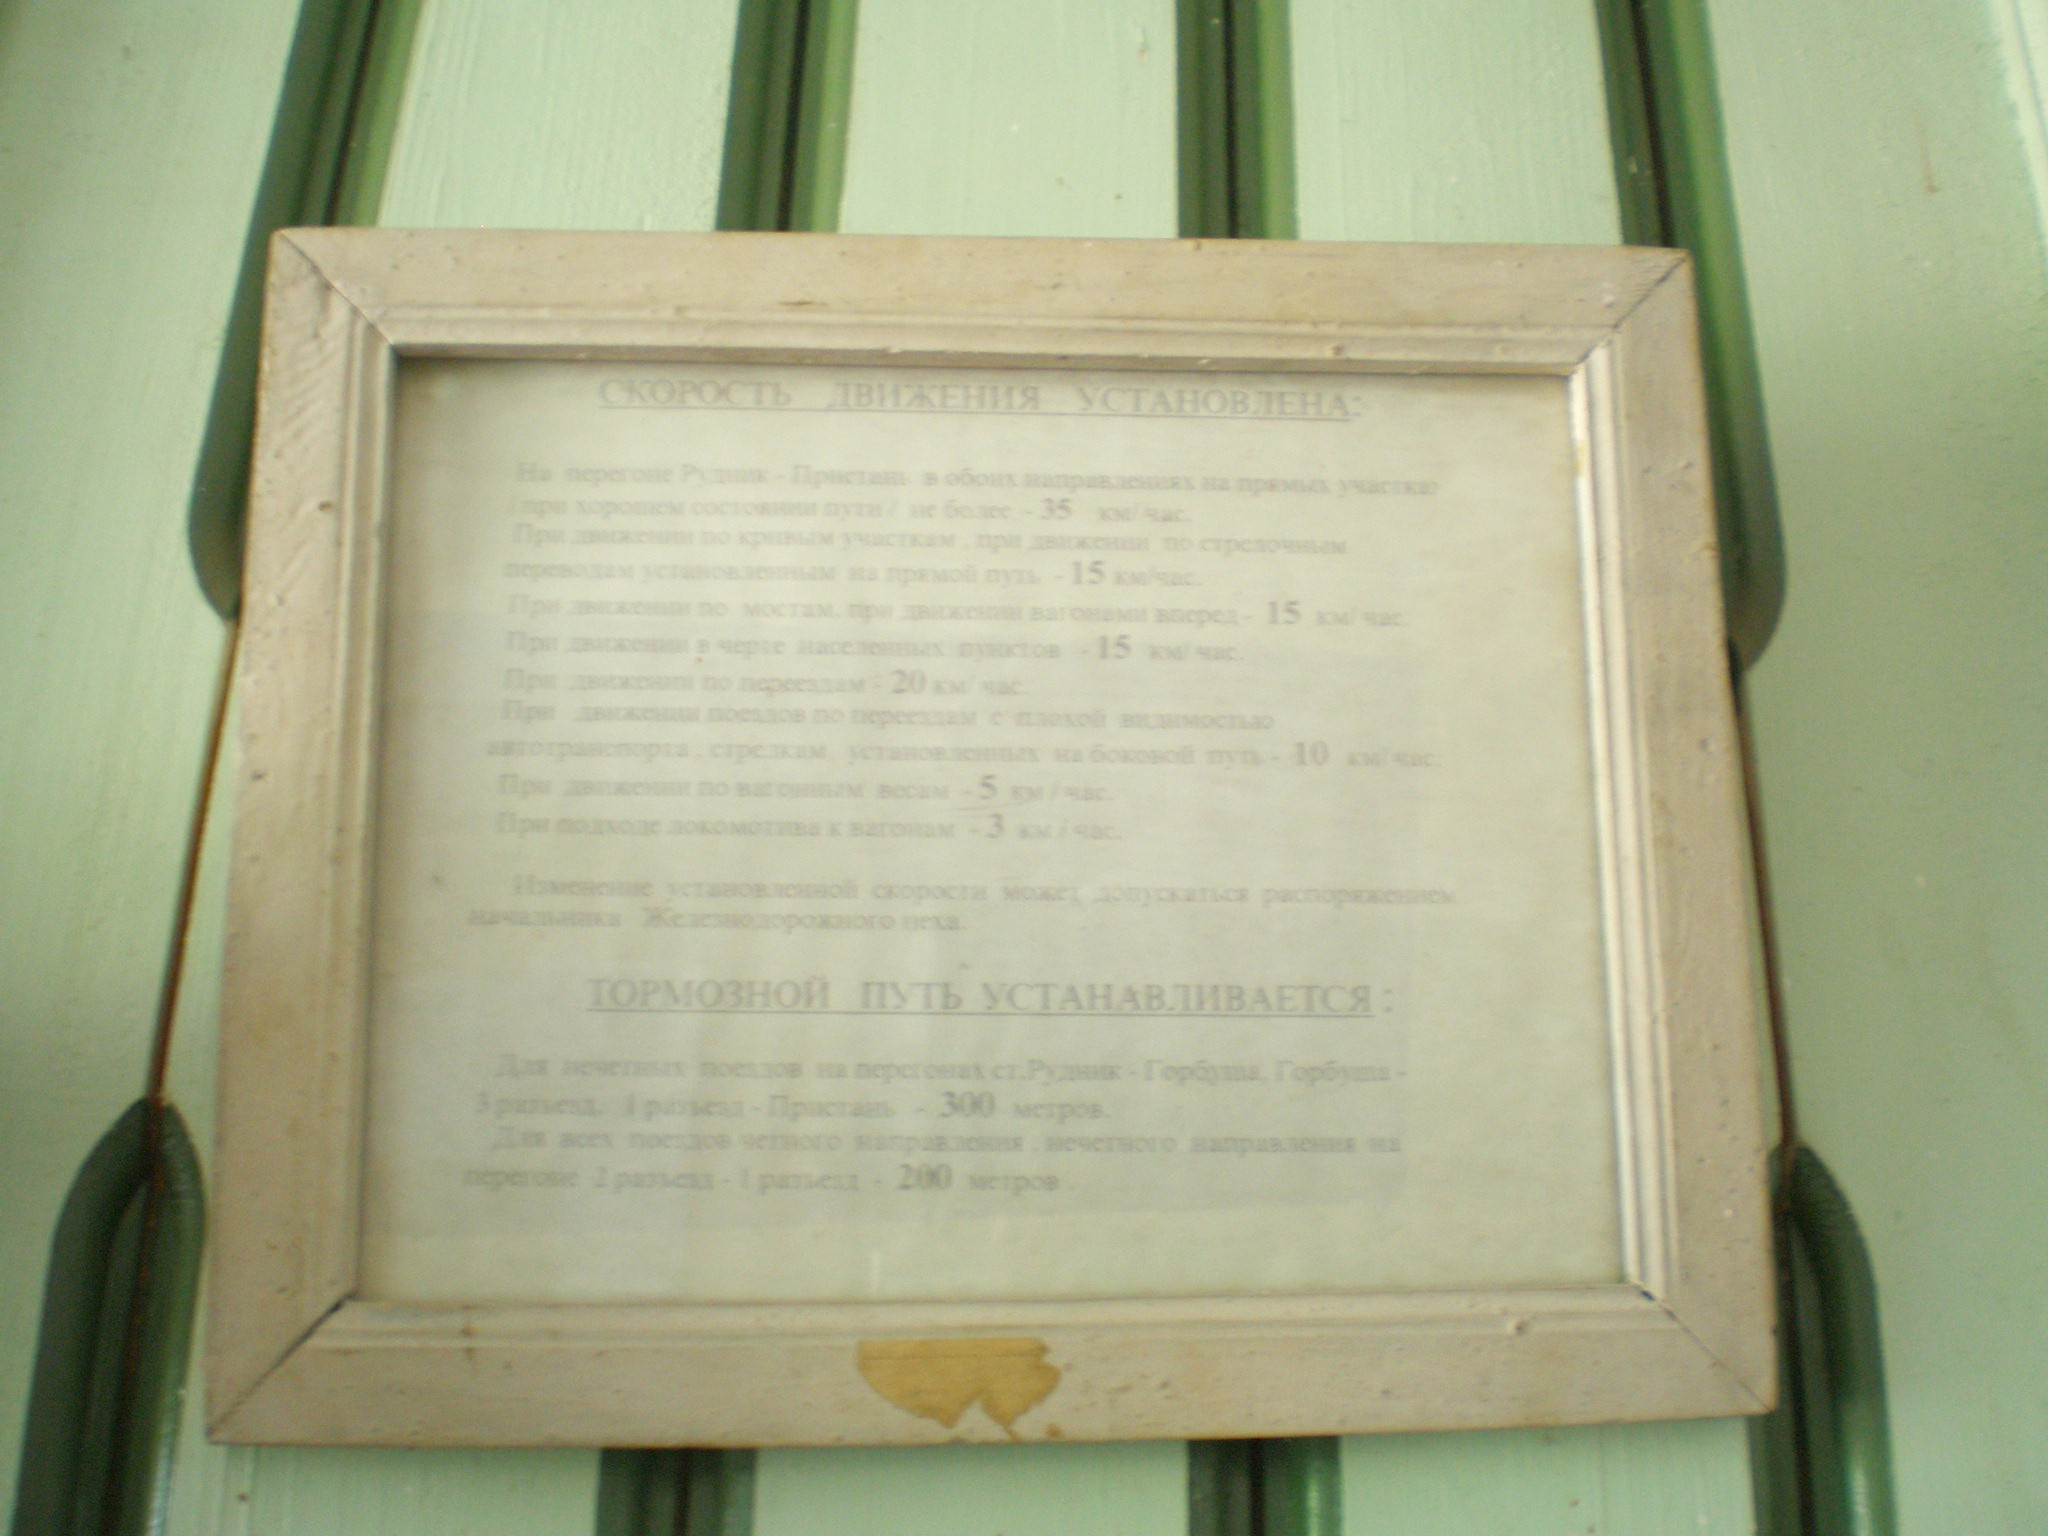 СКОРОСТЬ ДВИЖЕНИЯ УСТАНОВЛЕНА:
На перегоне Рудник - Пристань в обоих направлениях на прямых участках
/ при хорошем состоянии пути / не более - 35 км/ час.
При движении по кривым участкам , при движении по стрелочным
переводам установленным на прямой путь - 15 км/час.
При движении по мостам, при движении вагонами вперед - 15 км/ час.
При движении в черте населенных пунктов - 15 км/ час.
При движении по переездам - 20 км/ час.
При движении поездов по переездам с плохой видимостью
автотранспорта , стрелкам установленных на боковой путь - 10 км/ час.
При движении по вагонным весам - 5 км / час.
При подходе локомотива к вагонам - 3 км / час.
Изменение установленной скорости может допускаться распоряжением
начальника Железнодорожного цеха.
ТОРМОЗНОЙ ПУТЬ УСТАНАВЛИВАЕТСЯ :
Для нечетных поездов на перегонах ст.Рудник - Горбуша, Горбуша -
3 разъезд, 1 разъезд - Пристань - 300 метров.
Для всех поездов четного направления , нечетного направления на
перегоне 2 разъезд - 1 разъезд - 200 метров .